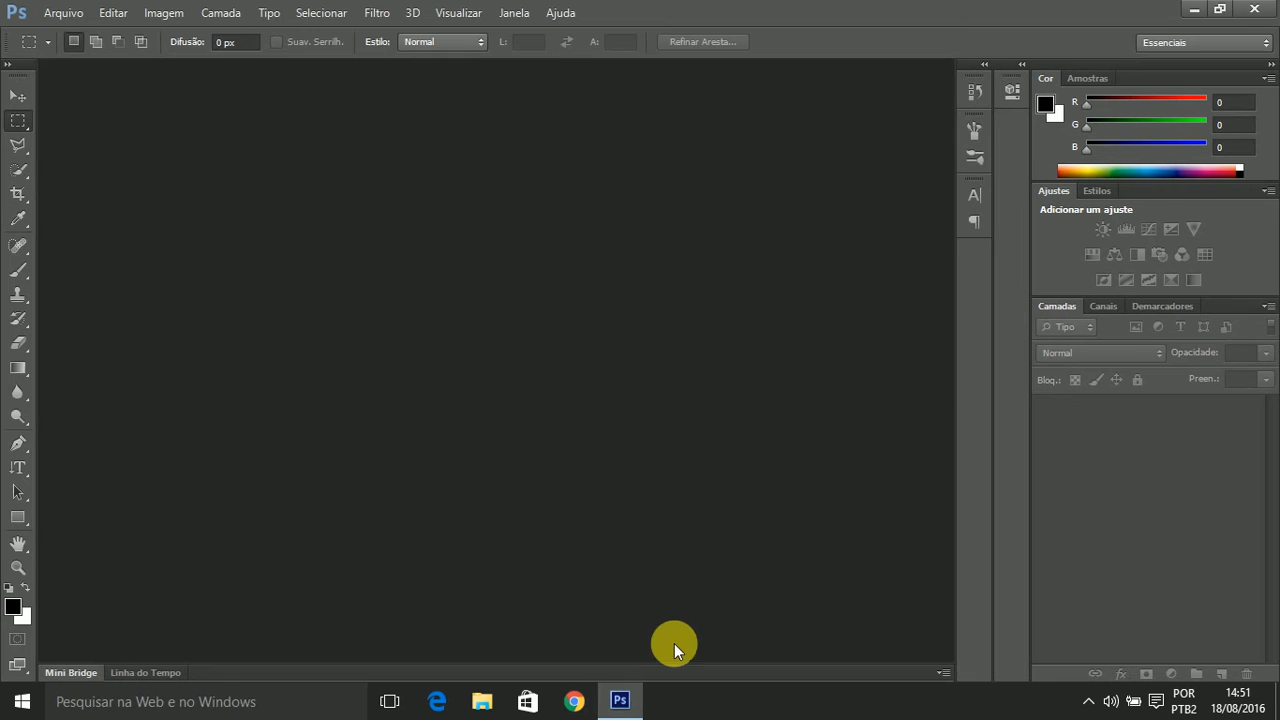 Ps Arquivo Editar Imagem Camada Tipo Selecionar Filtro 3D Visualizar Janela Ajuda
Difusão: 0 px Suav. Serrilh. Estilo: Normal L: A: Refinar Aresta... Essenciais
Cor Amostras
R 0
G 0
B 0
Ajustes Estilos
Adicionar um ajuste
Camadas Canais Demarcadores
Tipo
Normal Opacidade:
Bloq.: Preen.:
Mini Bridge Linha do Tempo
Pesquisar na Web e no Windows
Ps
POR
PTB2
14:51
18/08/2016